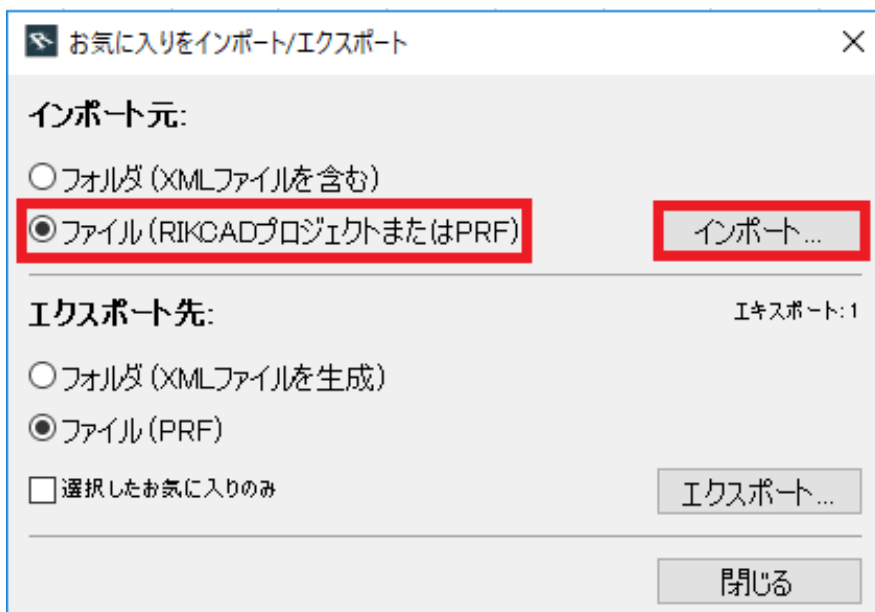 お気に入りをインポート/エクスポート
インポート元:
フォルダ(XMLファイルを含む)
ファイル(RIKCADプロジェクトまたはPRF)
インポート...
エクスポート先:
エキスポート:1
フォルダ(XMLファイルを生成)
ファイル(PRF)
選択したお気に入りのみ
エクスポート...
閉じる